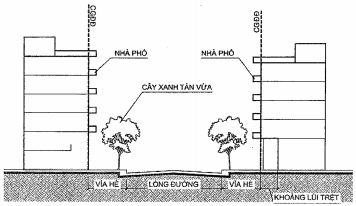 CGĐĐ
CGĐĐ
NHÀ PHỐ
NHÀ PHỐ
CÂY XANH TÁN VỪA
VỈA HÈ
LÒNG ĐƯỜNG
VỈA HÈ
KHOẢNG LÙI TRỆT